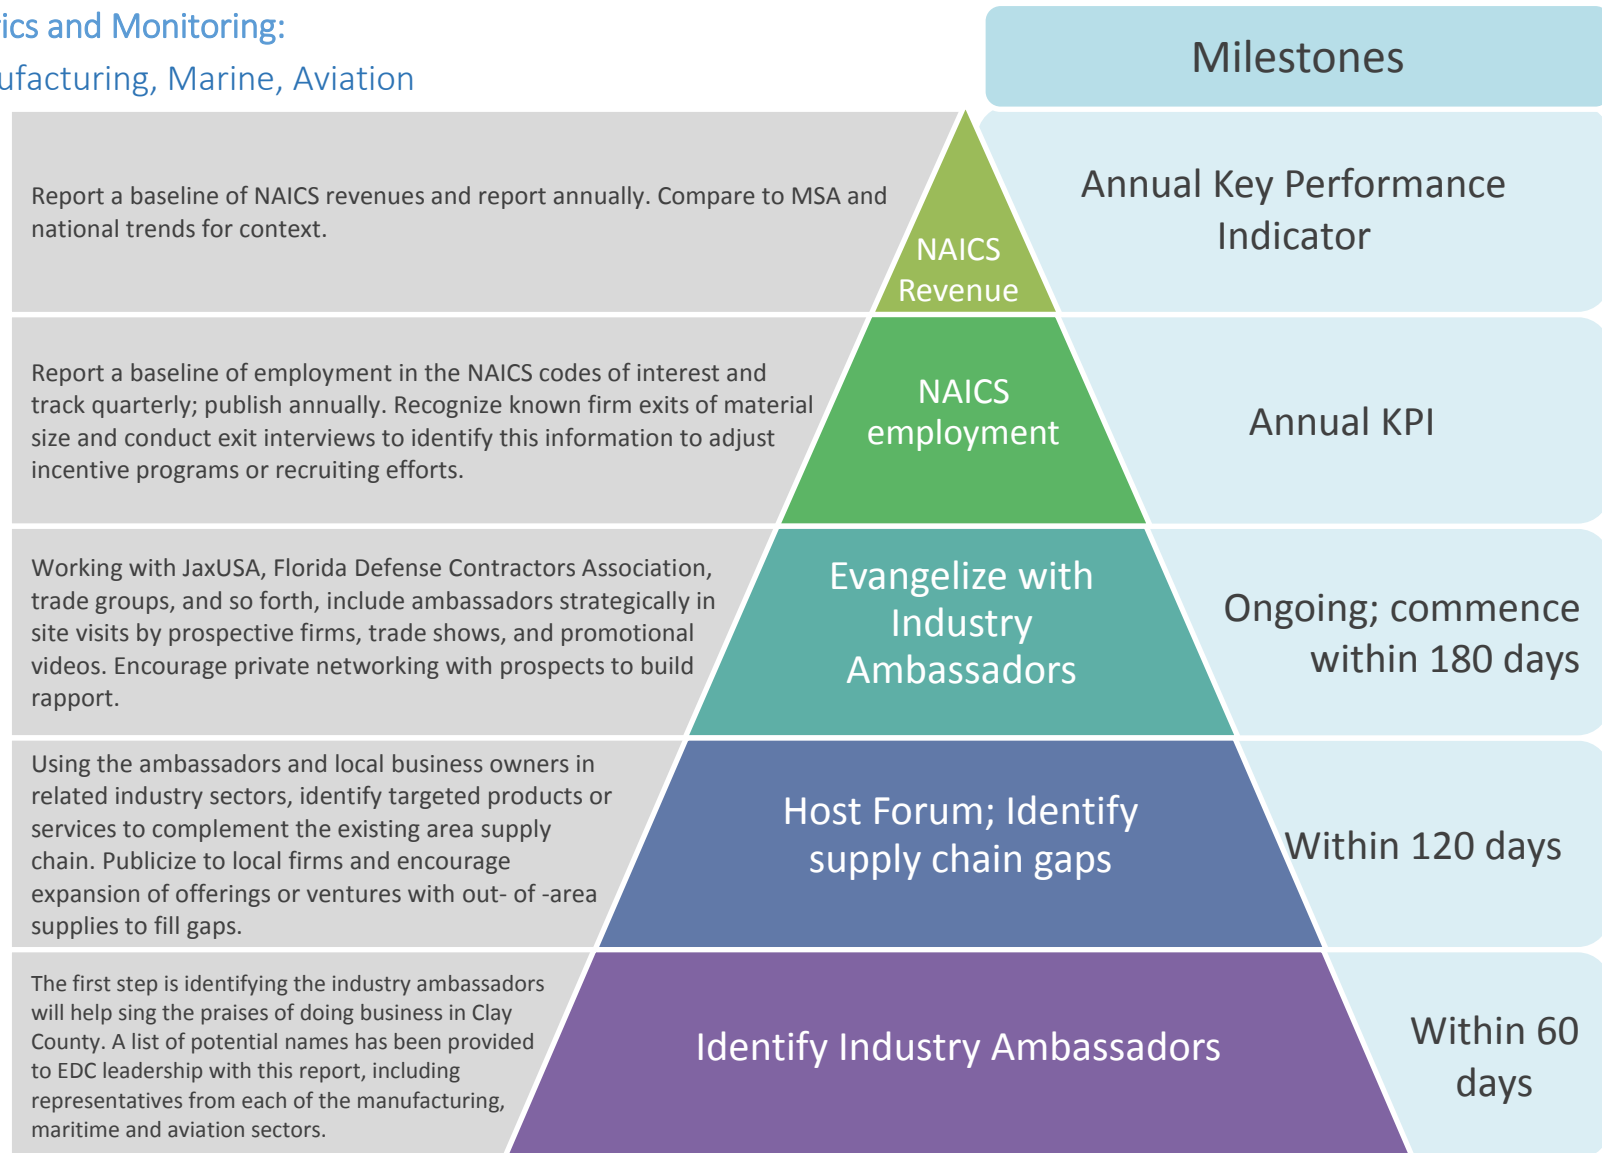 rics and Monitoring:
ufacturing, Marine, Aviation
Milestones
Report a baseline of NAICS revenues and report annually. Compare to MSA and
national trends for context.
NAICS
Revenue
Annual Key Performance
Indicator
Report a baseline of employment in the NAICS codes of interest and
track quarterly; publish annually. Recognize known firm exits of material
size and conduct exit interviews to identify this information to adjust
incentive programs or recruiting efforts.
NAICS
employment
Annual KPI
Working with JaxUSA, Florida Defense Contractors Association,
trade groups, and so forth, include ambassadors strategically in
site visits by prospective firms, trade shows, and promotional
videos. Encourage private networking with prospects to build
rapport.
Evangelize with
Industry
Ambassadors
Ongoing; commence
within 180 days
Using the ambassadors and local business owners in
related industry sectors, identify targeted products or
services to complement the existing area supply
chain. Publicize to local firms and encourage
expansion of offerings or ventures with out- of -area
supplies to fill gaps.
Host Forum; Identify
supply chain gaps
Within 120 days
The first step is identifying the industry ambassadors
will help sing the praises of doing business in Clay
County. A list of potential names has been provided
to EDC leadership with this report, including
representatives from each of the manufacturing,
maritime and aviation sectors.
Identify Industry Ambassadors
Within 60
days